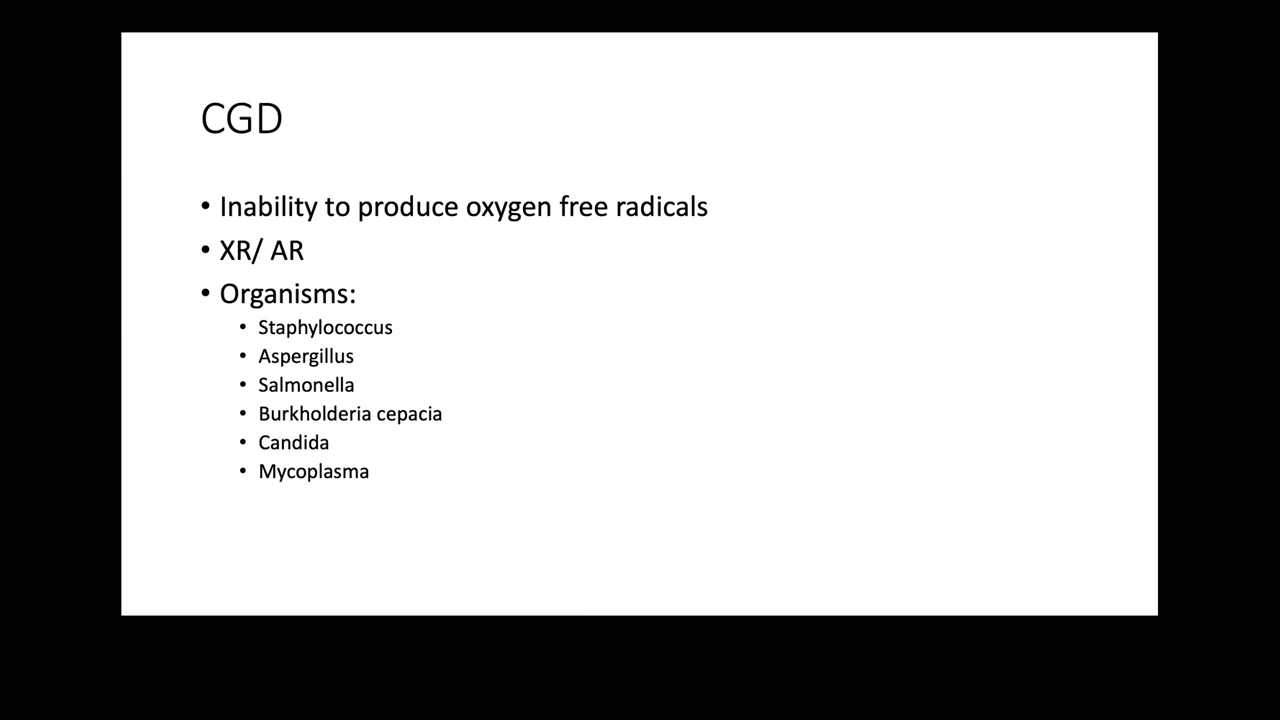 CGD
• Inability to produce oxygen free radicals
• XR/ AR
• Organisms:
• Staphylococcus
• Aspergillus
• Salmonella
• Burkholderia cepacia
• Candida
• Mycoplasma